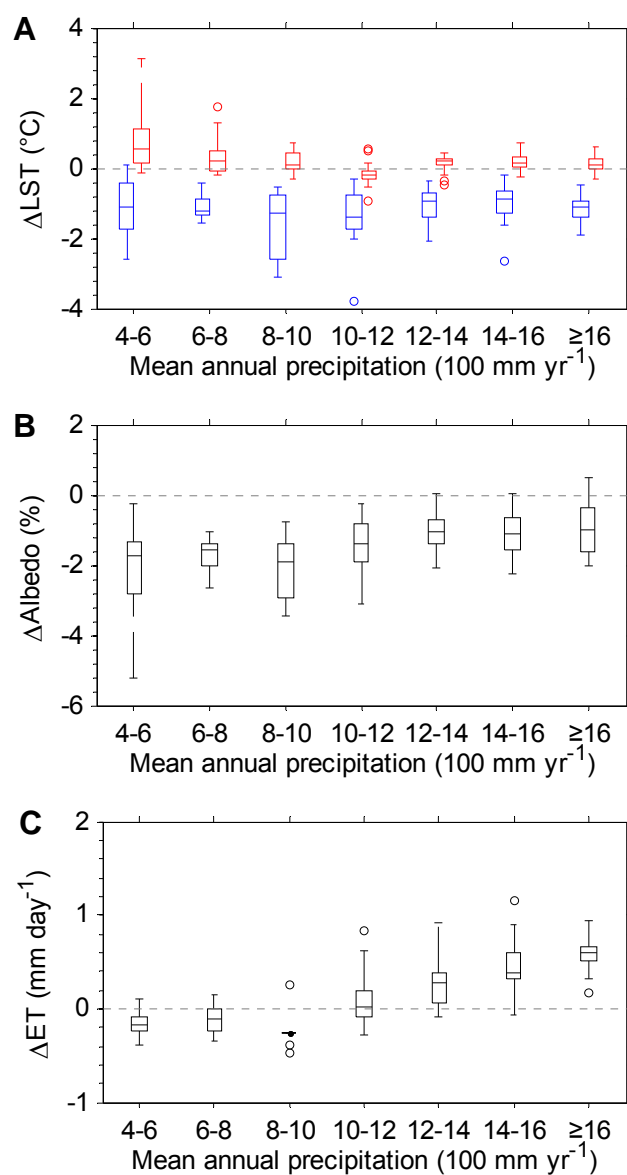 A
ΔLST (°C)
4
2
0
-2
-4
4-6 6-8 8-10 10-12 12-14 14-16 ≥16
Mean annual precipitation (100 mm yr⁻¹)
B
ΔAlbedo (%)
2
0
-2
-4
-6
4-6 6-8 8-10 10-12 12-14 14-16 ≥16
Mean annual precipitation (100 mm yr⁻¹)
C
ΔET (mm day⁻¹)
2
1
0
-1
4-6 6-8 8-10 10-12 12-14 14-16 ≥16
Mean annual precipitation (100 mm yr⁻¹)